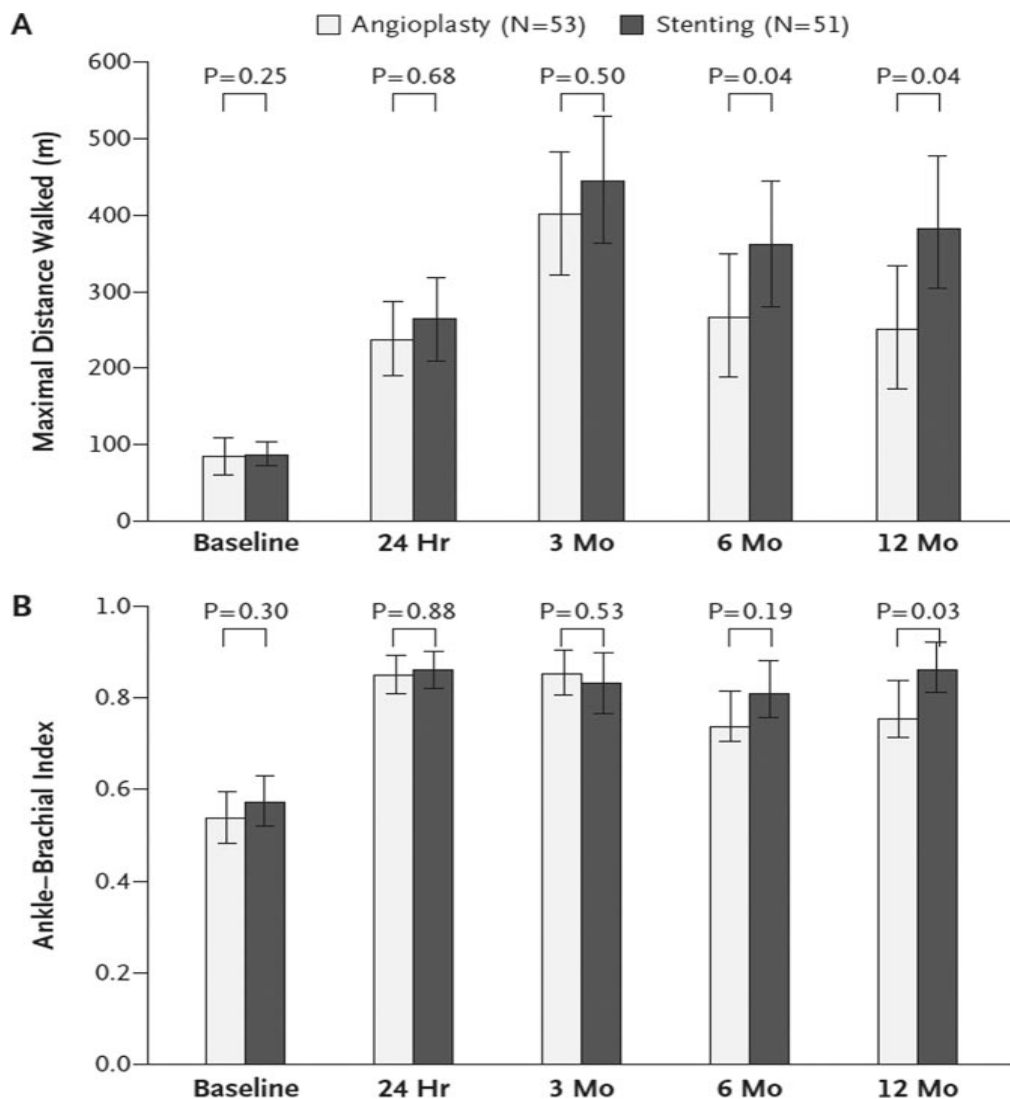 A
Angioplasty (N=53) Stenting (N=51)
Maximal Distance Walked (m)
600
500
400
300
200
100
0
P=0.25 P=0.68 P=0.50 P=0.04 P=0.04
Baseline 24 Hr 3 Mo 6 Mo 12 Mo
B
Ankle–Brachial Index
1.0
0.8
0.6
0.4
0.2
0.0
P=0.30 P=0.88 P=0.53 P=0.19 P=0.03
Baseline 24 Hr 3 Mo 6 Mo 12 Mo